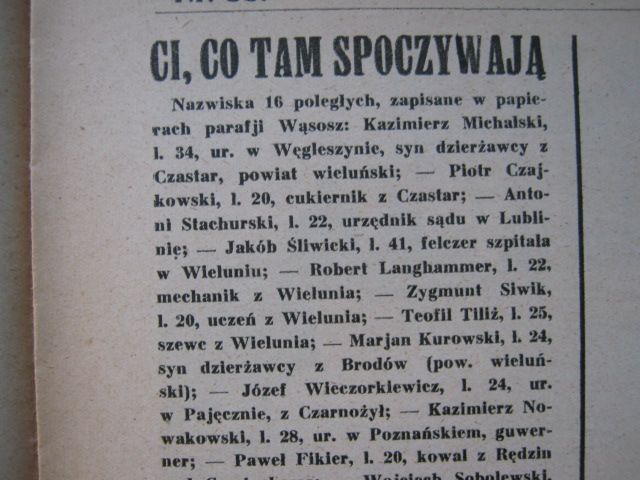 CI, CO TAM SPOCZYWAJĄ
Nazwiska 16 poległych, zapisane w papie-
rach parafji Wąsosz: Kazimierz Michalski,
l. 34, ur. w Węgleszynie, syn dzierżawcy z
Czastar, powiat wieluński; — Piotr Czaj-
kowski, l. 20, cukiernik z Czastar; — Anto-
ni Stachurski, l. 22, urzędnik sądu w Lubli-
nie; — Jakób Śliwicki, l. 41, felczer szpitala
w Wieluniu; — Robert Langhammer, l. 22,
mechanik z Wielunia; — Zygmunt Siwik,
l. 20, uczeń z Wielunia; — Teofil Tiliż, l. 25,
szewc z Wielunia; — Marjan Kurowski, l. 24,
syn dzierżawcy z Brodów (pow. wieluń-
ski); — Józef Wieczorkiewicz, l. 24, ur.
w Pajęcznie, z Czarnożył; — Kazimierz No-
wakowski, l. 28, ur. w Poznańskiem, guwer-
ner; — Paweł Fikier, l. 20, kowal z Rędzin
Wojciech Sobolewski,